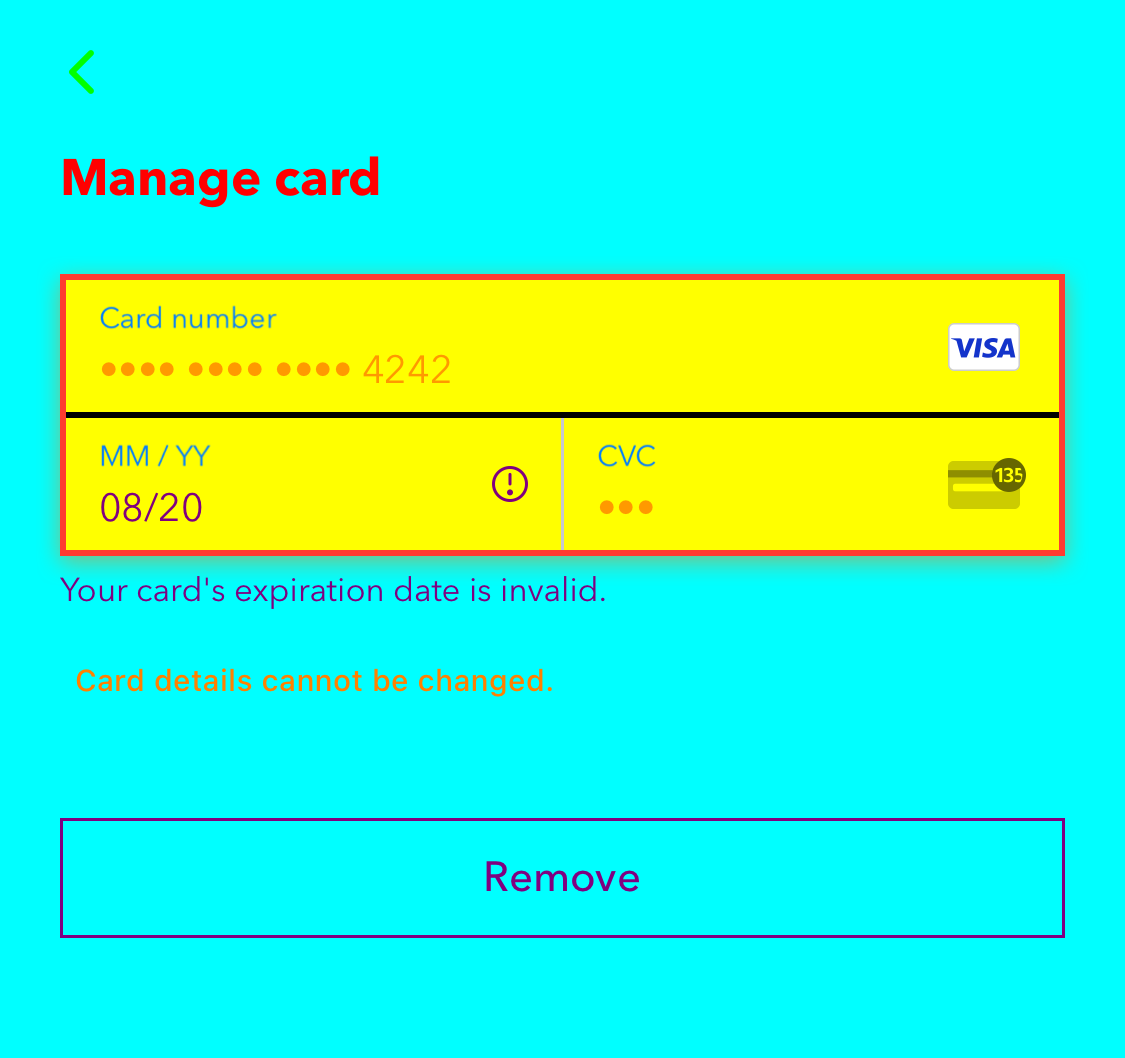 Manage card
Card number
•••• •••• •••• 4242
VISA
MM / YY
08/20
CVC
•••
135
Your card's expiration date is invalid.
Card details cannot be changed.
Remove